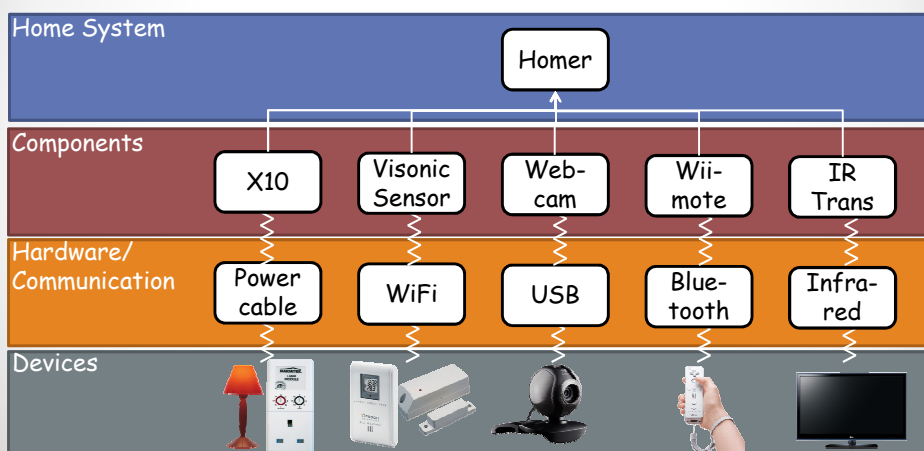 Home System
Homer
Components
X10
Visonic
Sensor
Web-
cam
Wii-
mote
IR
Trans
Hardware/
Communication
Power
cable
WiFi
USB
Blue-
tooth
Infra-
red
Devices